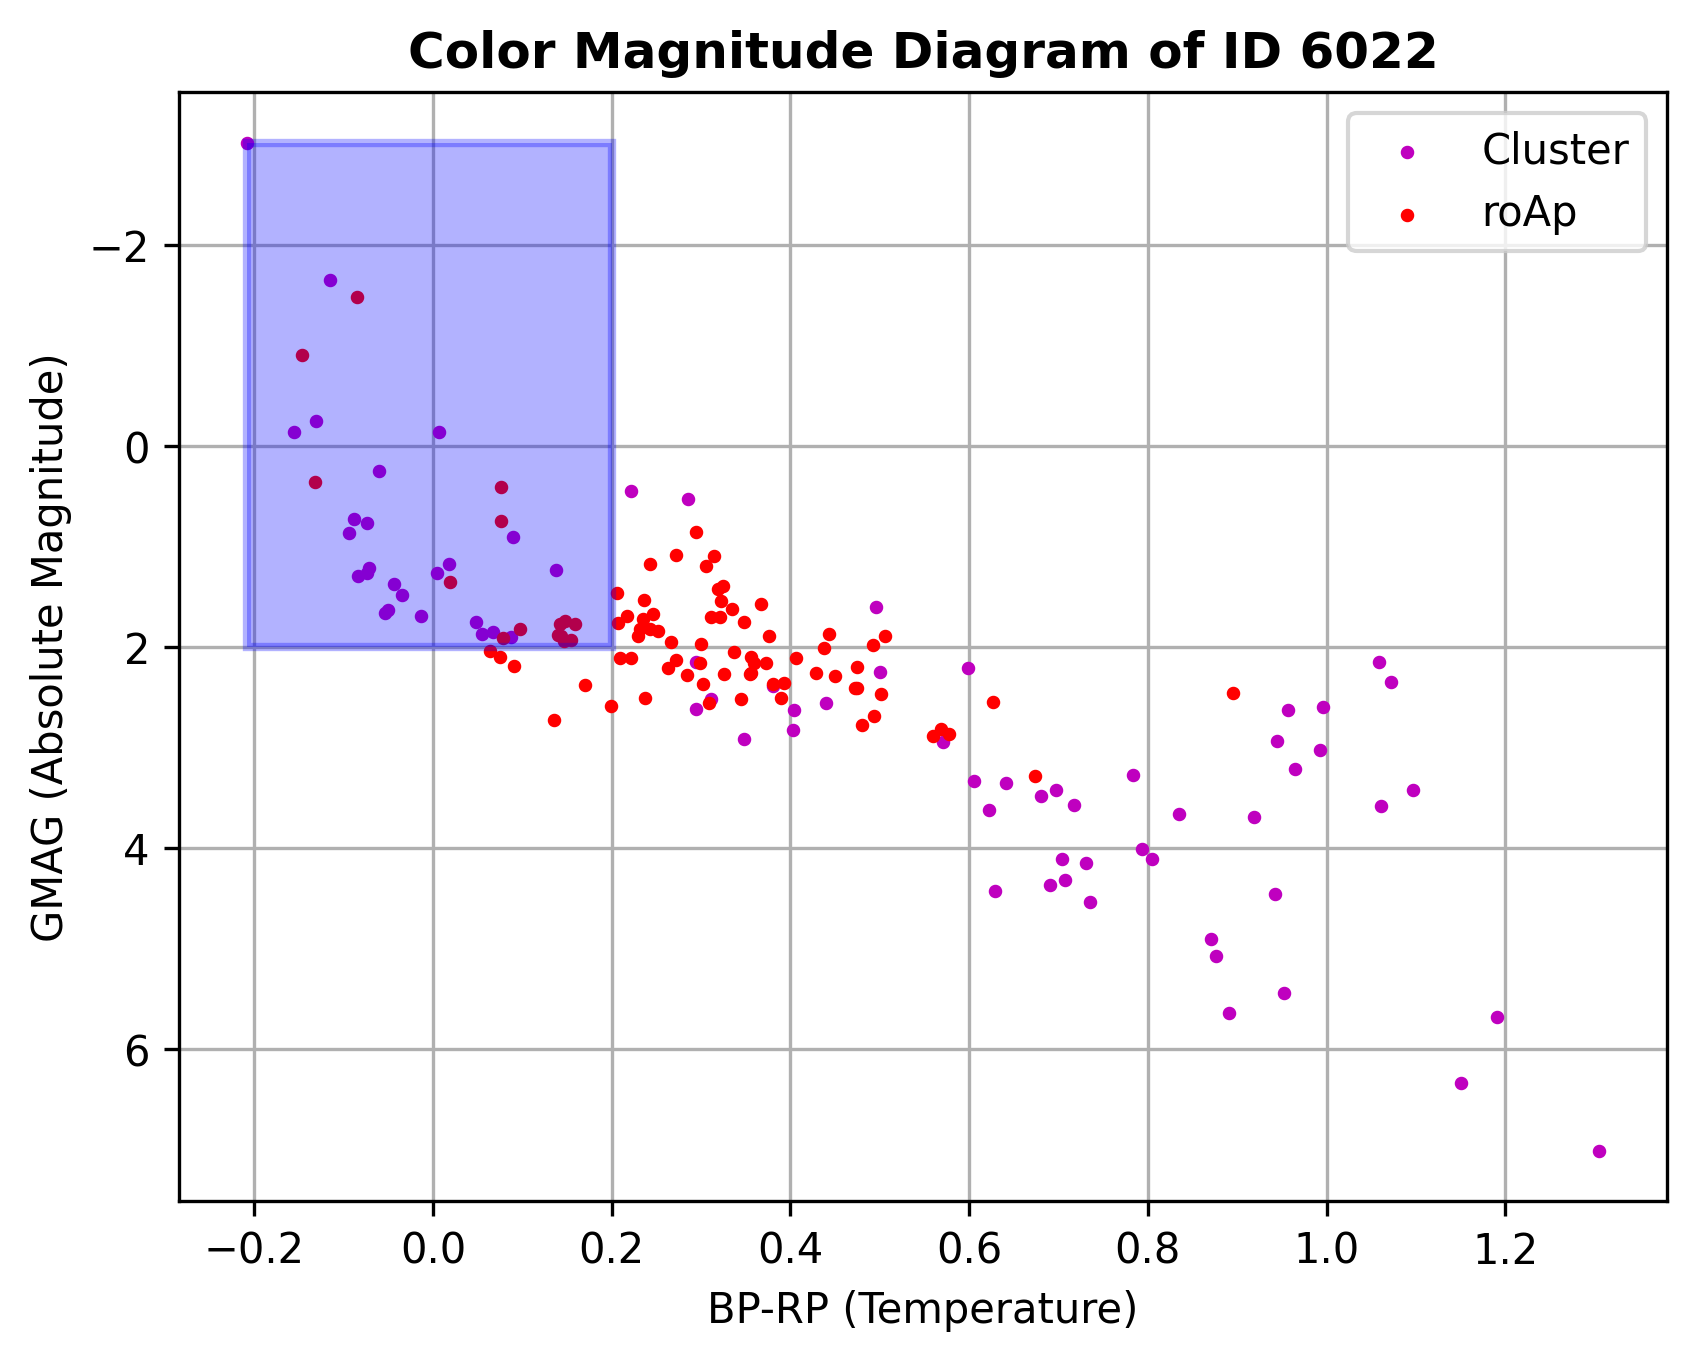 Color Magnitude Diagram of ID 6022
Cluster
roAp
GMAG (Absolute Magnitude)
−2
0
2
4
6
−0.2 0.0 0.2 0.4 0.6 0.8 1.0 1.2
BP-RP (Temperature)